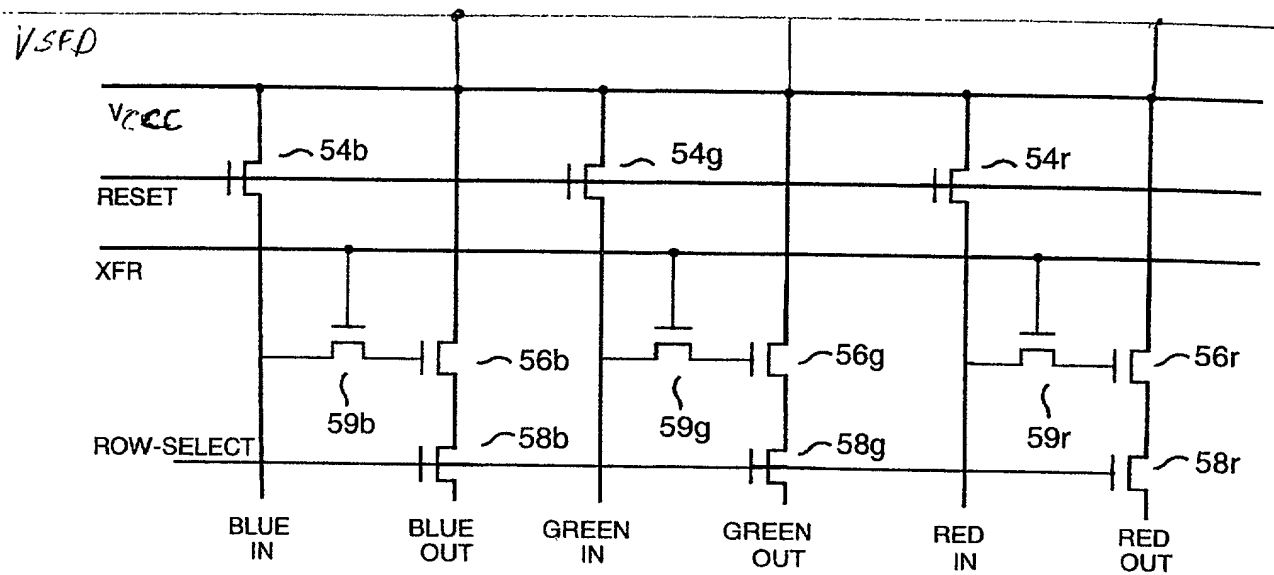 VSFD
VCCC
54b
54g
54r
RESET
XFR
56b
56g
56r
59b
59g
59r
ROW-SELECT
58b
58g
58r
BLUE IN
BLUE OUT
GREEN IN
GREEN OUT
RED IN
RED OUT